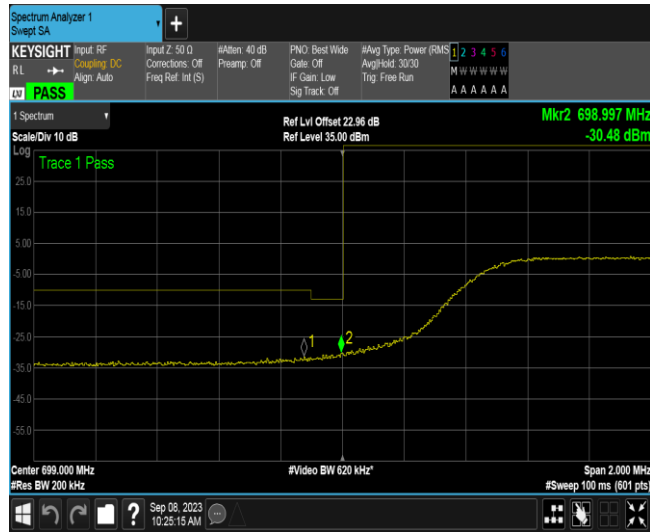 Spectrum Analyzer 1
Swept SA
+
KEYSIGHT Input: RF Input Z: 50 Ω #Atten: 40 dB PNO: Best Wide #Avg Type: Power (RMS 1 2 3 4 5 6
RL Coupling: DC Corrections: Off Preamp: Off Gate: Off Avg|Hold: 30/30 M W W W W W
Align: Auto Freq Ref: Int (S) IF Gain: Low Trig: Free Run
LXI PASS Sig Track: Off A A A A A A
1 Spectrum Ref Lvl Offset 22.96 dB Mkr2 698.997 MHz
Scale/Div 10 dB Ref Level 35.00 dBm -30.48 dBm
Log
Trace 1 Pass
25.0
15.0
5.00
-5.00
-15.0
-25.0
1 2
-35.0
-45.0
-55.0
Center 699.000 MHz #Video BW 620 kHz* Span 2.000 MHz
#Res BW 200 kHz #Sweep 100 ms (601 pts)
? Sep 08, 2023
10:25:15 AM